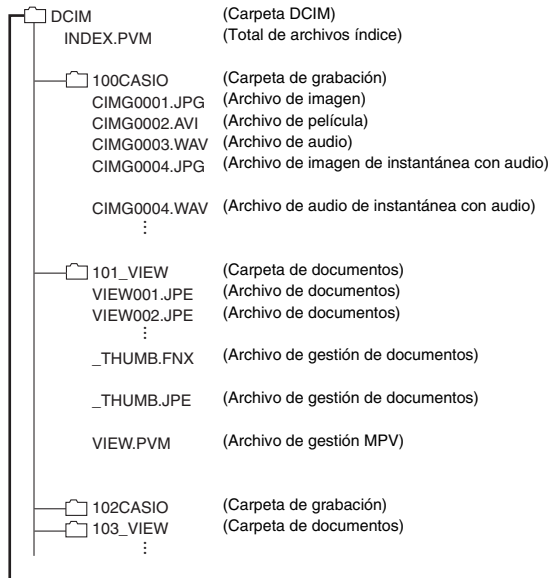 DCIM (Carpeta DCIM)
INDEX.PVM (Total de archivos índice)
100CASIO (Carpeta de grabación)
CIMG0001.JPG (Archivo de imagen)
CIMG0002.AVI (Archivo de película)
CIMG0003.WAV (Archivo de audio)
CIMG0004.JPG (Archivo de imagen de instantánea con audio)
CIMG0004.WAV (Archivo de audio de instantánea con audio)
⋮
101_VIEW (Carpeta de documentos)
VIEW001.JPE (Archivo de documentos)
VIEW002.JPE (Archivo de documentos)
⋮
_THUMB.FNX (Archivo de gestión de documentos)
_THUMB.JPE (Archivo de gestión de documentos)
VIEW.PVM (Archivo de gestión MPV)
102CASIO (Carpeta de grabación)
103_VIEW (Carpeta de documentos)
⋮